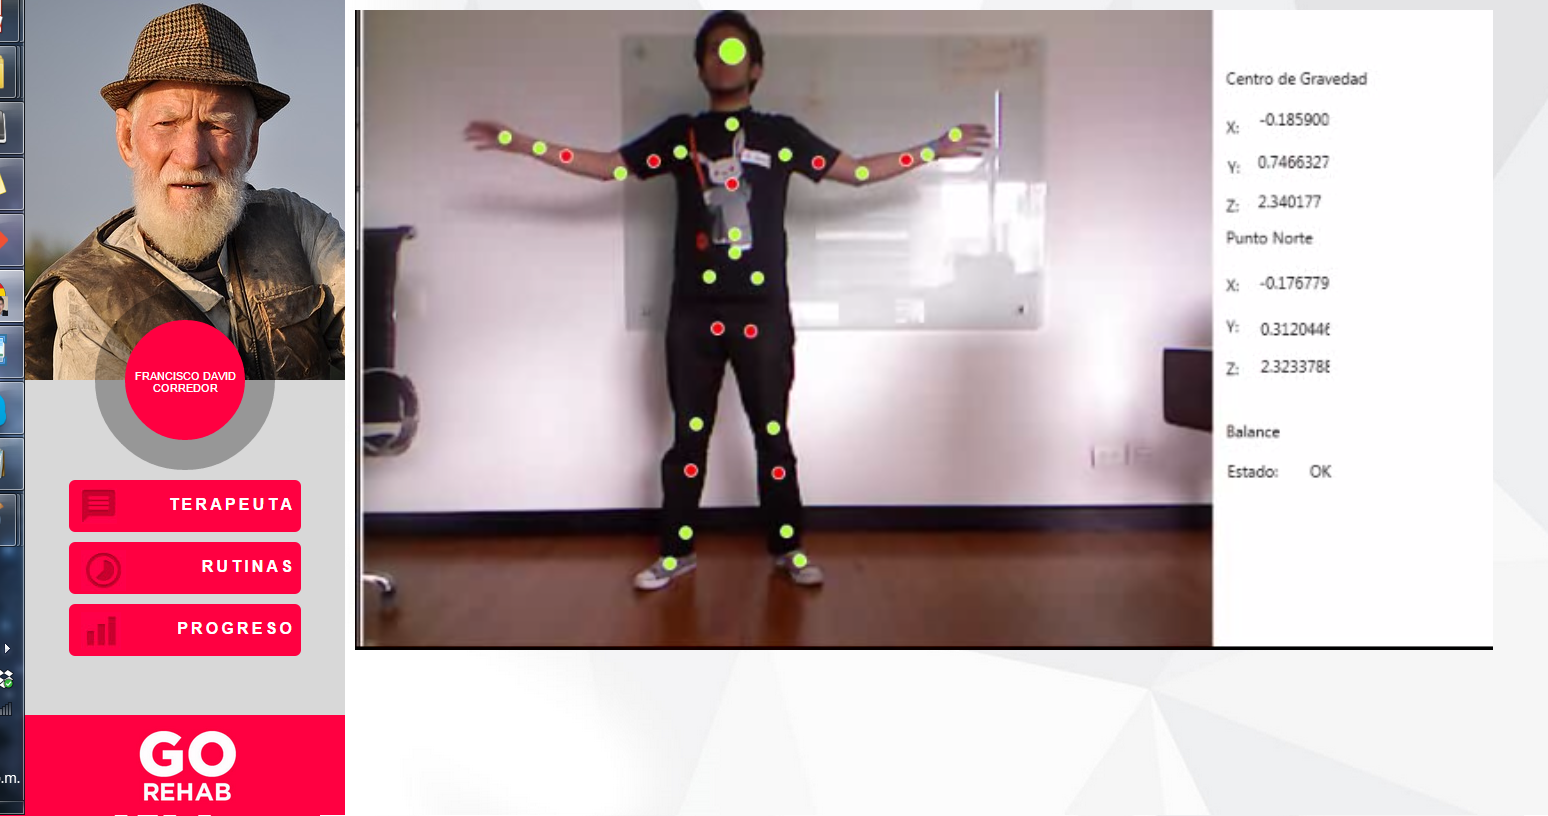 FRANCISCO DAVID
CORREDOR
TERAPEUTA
RUTINAS
PROGRESO
GO
REHAB
.m.
Centro de Gravedad
X: -0.185900
Y: 0.7466327
Z: 2.340177
Punto Norte
X: -0.176779
Y: 0.312044
Z: 2.323378
Balance
Estado: OK